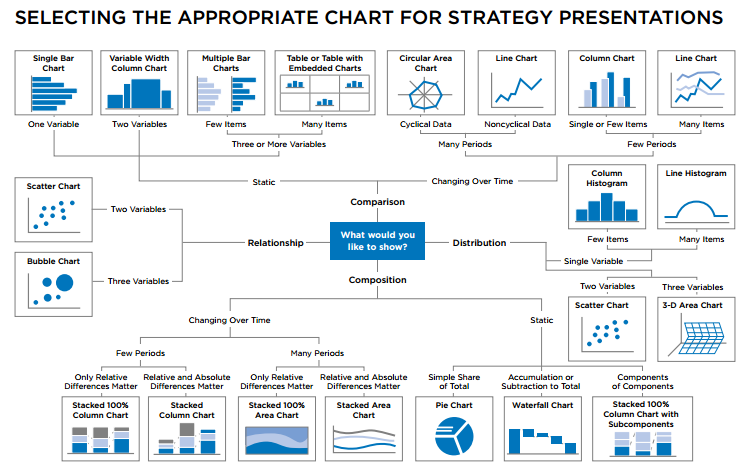 SELECTING THE APPROPRIATE CHART FOR STRATEGY PRESENTATIONS
Single Bar
Chart
Variable Width
Column Chart
Multiple Bar
Charts
Table or Table with
Embedded Charts
Circular Area
Chart
Line Chart
Column Chart
Line Chart
One Variable
Two Variables
Few Items
Many Items
Cyclical Data
Noncyclical Data
Single or Few Items
Many Items
Three or More Variables
Many Periods
Few Periods
Static
Changing Over Time
Comparison
Scatter Chart
Two Variables
Bubble Chart
Three Variables
Relationship
What would you
like to show?
Distribution
Column
Histogram
Line Histogram
Few Items
Many Items
Single Variable
Two Variables
Three Variables
Scatter Chart
3-D Area Chart
Composition
Changing Over Time
Static
Few Periods
Many Periods
Only Relative
Differences Matter
Relative and Absolute
Differences Matter
Only Relative
Differences Matter
Relative and Absolute
Differences Matter
Simple Share
of Total
Accumulation or
Subtraction to Total
Components
of Components
Stacked 100%
Column Chart
Stacked
Column Chart
Stacked 100%
Area Chart
Stacked Area
Chart
Pie Chart
Waterfall Chart
Stacked 100%
Column Chart with
Subcomponents